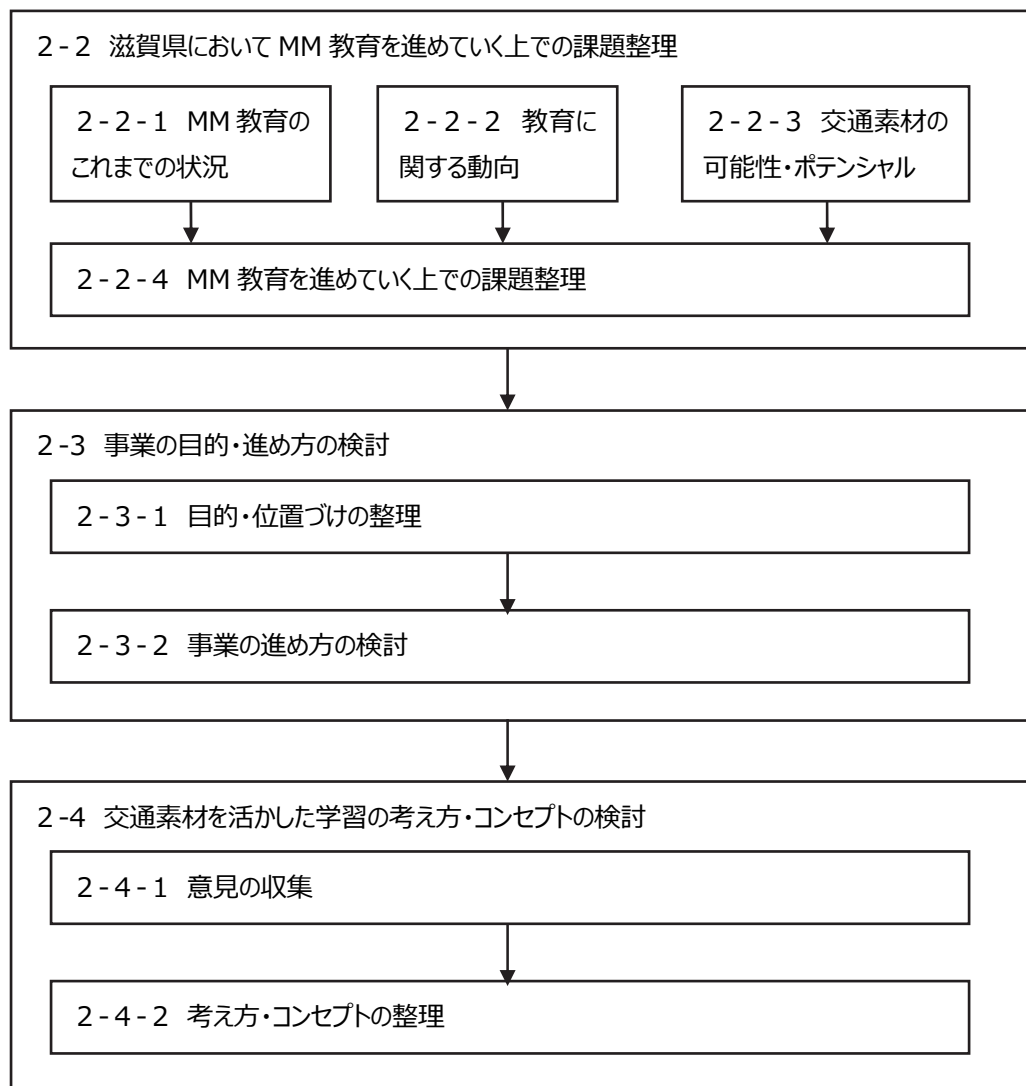 2-2 滋賀県においてMM教育を進めていく上での課題整理
2-2-1 MM教育の
これまでの状況
2-2-2 教育に
関する動向
2-2-3 交通素材の
可能性・ポテンシャル
2-2-4 MM教育を進めていく上での課題整理
2-3 事業の目的・進め方の検討
2-3-1 目的・位置づけの整理
2-3-2 事業の進め方の検討
2-4 交通素材を活かした学習の考え方・コンセプトの検討
2-4-1 意見の収集
2-4-2 考え方・コンセプトの整理